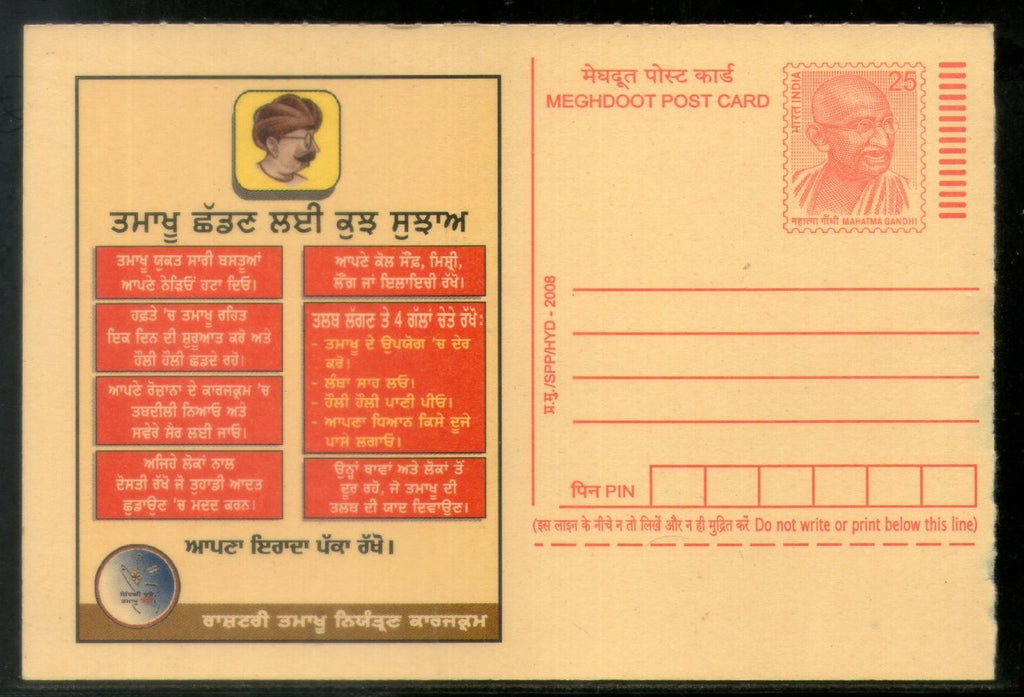 ਤਮਾਖੂ ਛੱਡਣ ਲਈ ਕੁਝ ਸੁਝਾਅ
ਤਮਾਖੂ ਯੁਕਤ ਸਾਰੀ ਬਸਤੂਆਂ
ਆਪਣੇ ਨੇੜਿਓਂ ਹਟਾ ਦਿਓ।
ਹਫ਼ਤੇ 'ਚ ਤਮਾਖੂ ਰਹਿਤ
ਇਕ ਦਿਨ ਦੀ ਸ਼ੁਰੂਆਤ ਕਰੋ ਅਤੇ
ਹੌਲੀ ਹੌਲੀ ਛਡਦੇ ਰਹੋ।
ਆਪਣੇ ਰੋਜ਼ਾਨਾ ਦੇ ਕਾਰਜਕ੍ਰਮ 'ਚ
ਤਬਦੀਲੀ ਨਿਆਓ ਅਤੇ
ਸਵੇਰੇ ਸੈਰ ਲਈ ਜਾਓ।
ਅਜਿਹੇ ਲੋਕਾਂ ਨਾਲ
ਦੋਸਤੀ ਰੱਖੋ ਜੋ ਤੁਹਾਡੀ ਆਦਤ
ਛੁਡਾਉਣ 'ਚ ਮਦਦ ਕਰਨ।
ਆਪਣੇ ਕੋਲ ਸੌਂਫ਼, ਮਿਸ਼੍ਰੀ,
ਲੌਂਗ ਜਾਂ ਇਲਾਇਚੀ ਰੱਖੋ।
ਤਲਬ ਲੱਗਣ ਤੇ 4 ਗੱਲਾਂ ਚੇਤੇ ਰੱਖੋ:
- ਤਮਾਖੂ ਦੇ ਉਪਯੋਗ 'ਚ ਦੇਰ
ਕਰੋ।
- ਲੰਬਾ ਸਾਹ ਲਓ।
- ਹੌਲੀ ਹੌਲੀ ਪਾਣੀ ਪੀਓ।
- ਆਪਣਾ ਧਿਆਨ ਕਿਸੇ ਦੂਜੇ
ਪਾਸੇ ਲਗਾਓ।
ਉਨ੍ਹਾਂ ਥਾਵਾਂ ਅਤੇ ਲੋਕਾਂ ਤੋਂ
ਦੂਰ ਰਹੋ, ਜੋ ਤਮਾਖੂ ਦੀ
ਤਲਬ ਦੀ ਯਾਦ ਦਿਵਾਉਣ।
ਆਪਣਾ ਇਰਾਦਾ ਪੱਕਾ ਰੱਖੋ।
ਰਾਸ਼ਟਰੀ ਤਮਾਖੂ ਨਿਯੰਤ੍ਰਣ ਕਾਰਜਕ੍ਰਮ
मेघदूत पोस्ट कार्ड
MEGHDOOT POST CARD
भारत INDIA
25
महात्मा गाँधी MAHATMA GANDHI
प्र.मु./SPP/HYD - 2008
पिन PIN
(इस लाइन के नीचे न तो लिखें और न ही मुद्रित करें Do not write or print below this line)